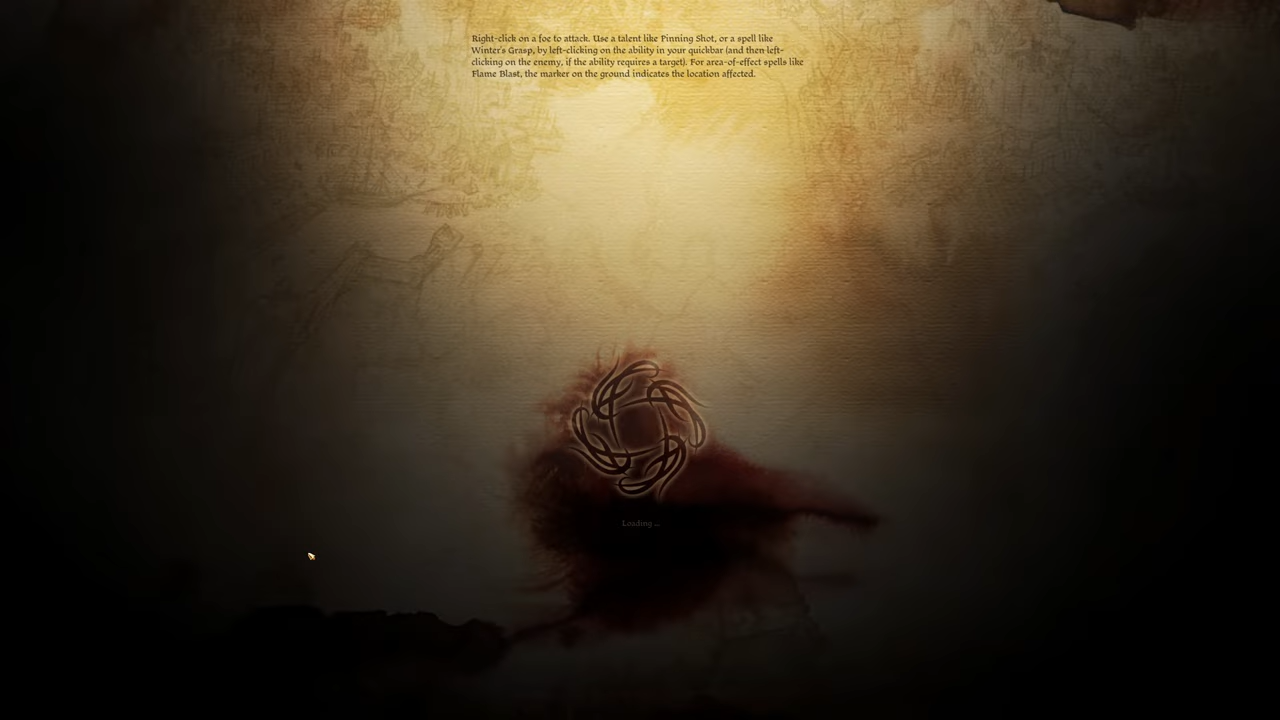 Right-click on a foe to attack. Use a talent like Pinning Shot, or a spell like
Winter's Grasp, by left-clicking on the ability in your quickbar (and then left-
clicking on the enemy, if the ability requires a target). For area-of-effect spells like
Flame Blast, the marker on the ground indicates the location affected.
Loading ...